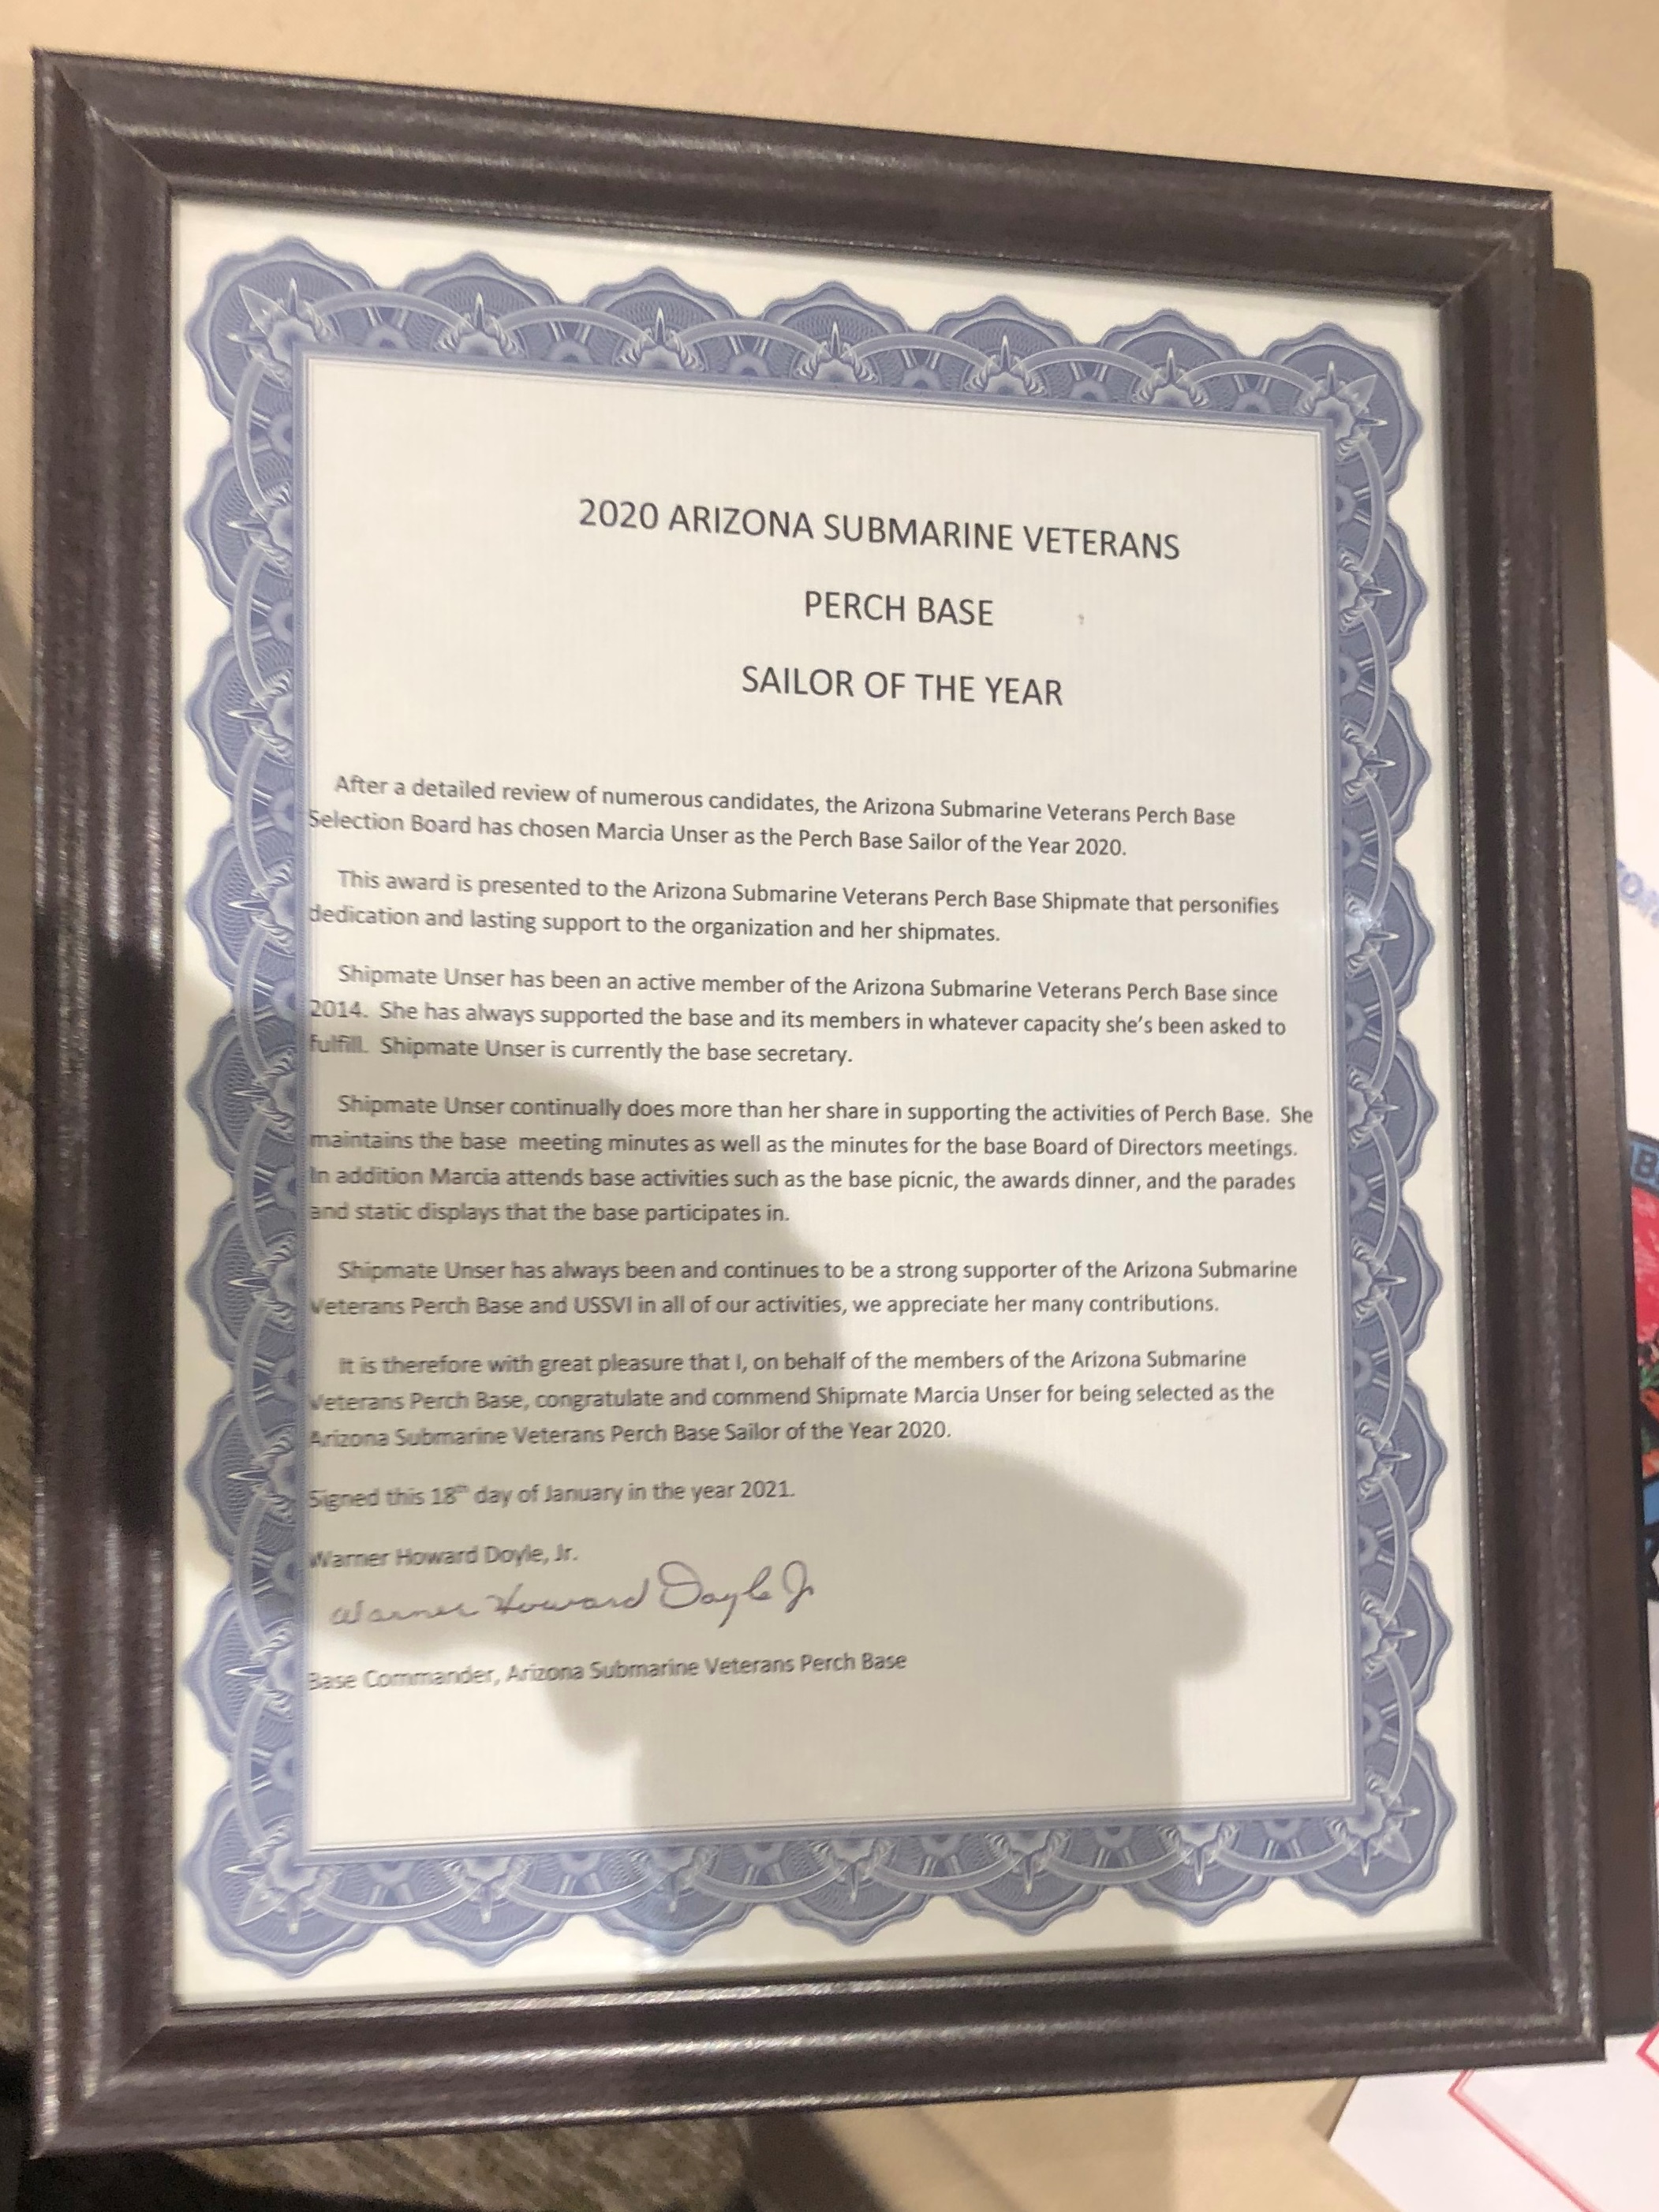 2020 ARIZONA SUBMARINE VETERANS
PERCH BASE
SAILOR OF THE YEAR
After a detailed review of numerous candidates, the Arizona Submarine Veterans Perch Base
Selection Board has chosen Marcia Unser as the Perch Base Sailor of the Year 2020.
This award is presented to the Arizona Submarine Veterans Perch Base Shipmate that personifies
dedication and lasting support to the organization and her shipmates.
Shipmate Unser has been an active member of the Arizona Submarine Veterans Perch Base since
2014. She has always supported the base and its members in whatever capacity she's been asked to
fulfill. Shipmate Unser is currently the base secretary.
Shipmate Unser continually does more than her share in supporting the activities of Perch Base. She
maintains the base meeting minutes as well as the minutes for the base Board of Directors meetings.
In addition Marcia attends base activities such as the base picnic, the awards dinner, and the parades
and static displays that the base participates in.
Shipmate Unser has always been and continues to be a strong supporter of the Arizona Submarine
Veterans Perch Base and USSVI in all of our activities, we appreciate her many contributions.
It is therefore with great pleasure that I, on behalf of the members of the Arizona Submarine
Veterans Perch Base, congratulate and commend Shipmate Marcia Unser for being selected as the
Arizona Submarine Veterans Perch Base Sailor of the Year 2020.
Signed this 18th day of January in the year 2021.
Warner Howard Doyle, Jr.
Warner Howard Doyle Jr
Base Commander, Arizona Submarine Veterans Perch Base